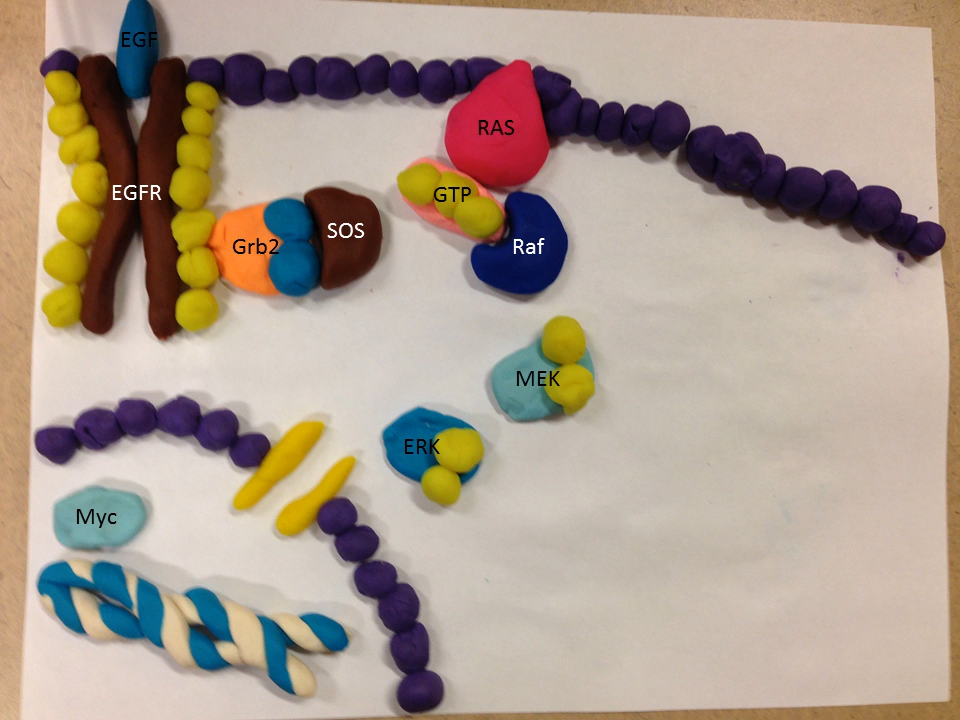 EGF
RAS
EGFR
GTP
Grb2
SOS
Raf
MEK
ERK
Myc